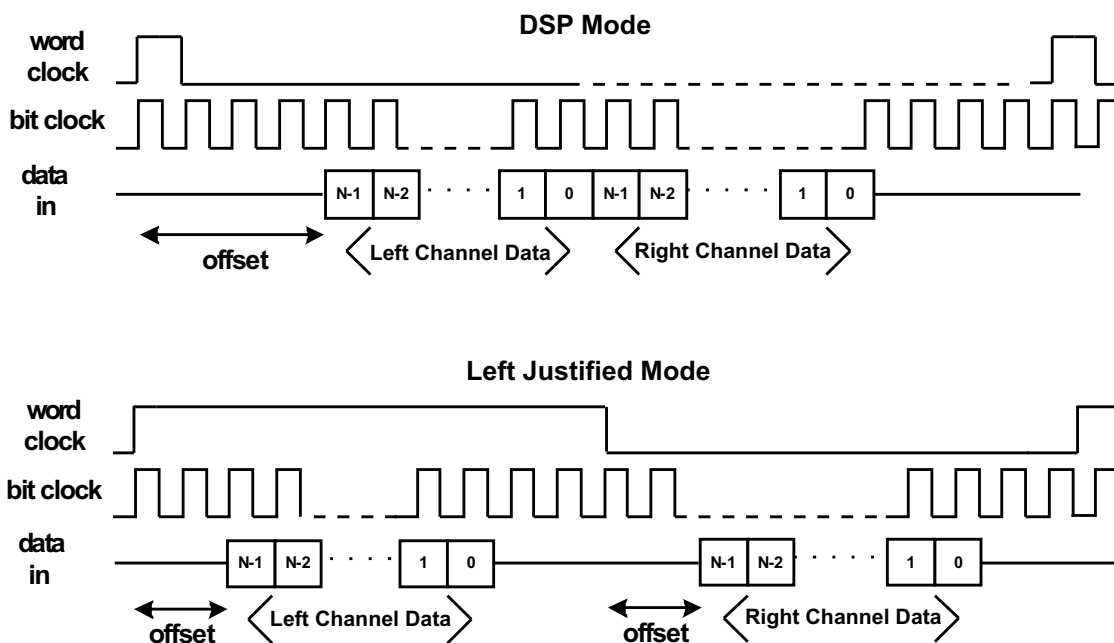 DSP Mode
word
clock
bit clock
data
in
N-1 N-2 1 0 N-1 N-2 1 0
offset
Left Channel Data
Right Channel Data
Left Justified Mode
word
clock
bit clock
data
in
N-1 N-2 1 0 N-1 N-2 1 0
offset
Left Channel Data
offset
Right Channel Data